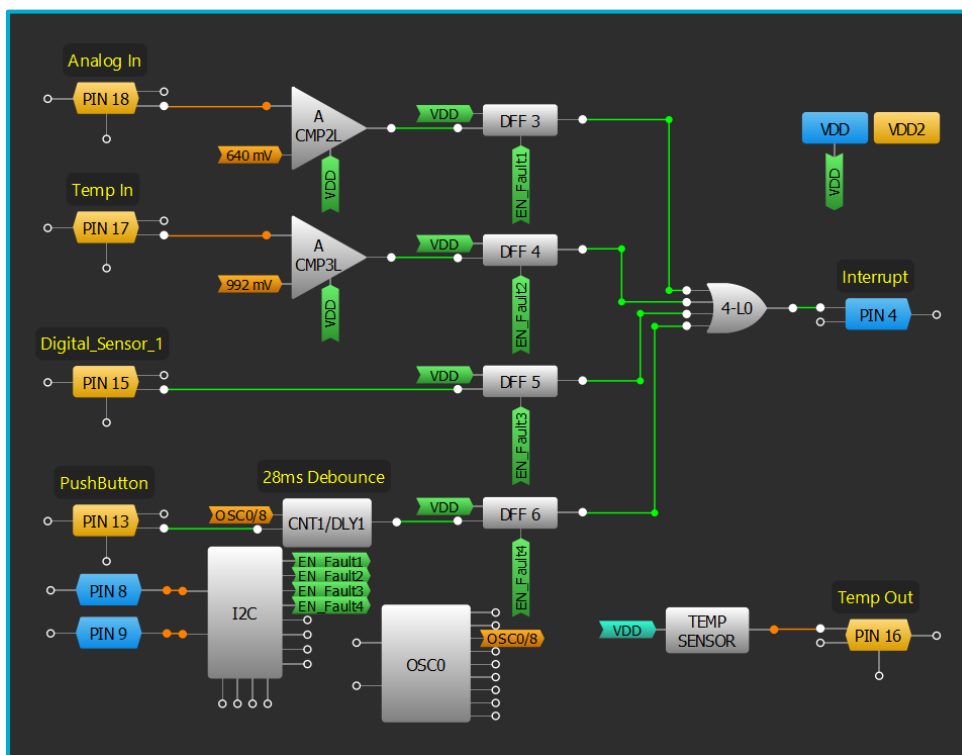 Analog In
PIN 18
A
CMP2L
640 mV
VDD
VDD
DFF 3
EN_Fault1
VDD
VDD2
VDD
Temp In
PIN 17
A
CMP3L
992 mV
VDD
VDD
DFF 4
EN_Fault2
4-L0
Interrupt
PIN 4
Digital_Sensor_1
PIN 15
VDD
DFF 5
EN_Fault3
PushButton
PIN 13
28ms Debounce
OSC0/8
CNT1/DLY1
VDD
DFF 6
EN_Fault4
PIN 8
PIN 9
I2C
EN_Fault1
EN_Fault2
EN_Fault3
EN_Fault4
OSC0
OSC0/8
VDD
TEMP
SENSOR
Temp Out
PIN 16